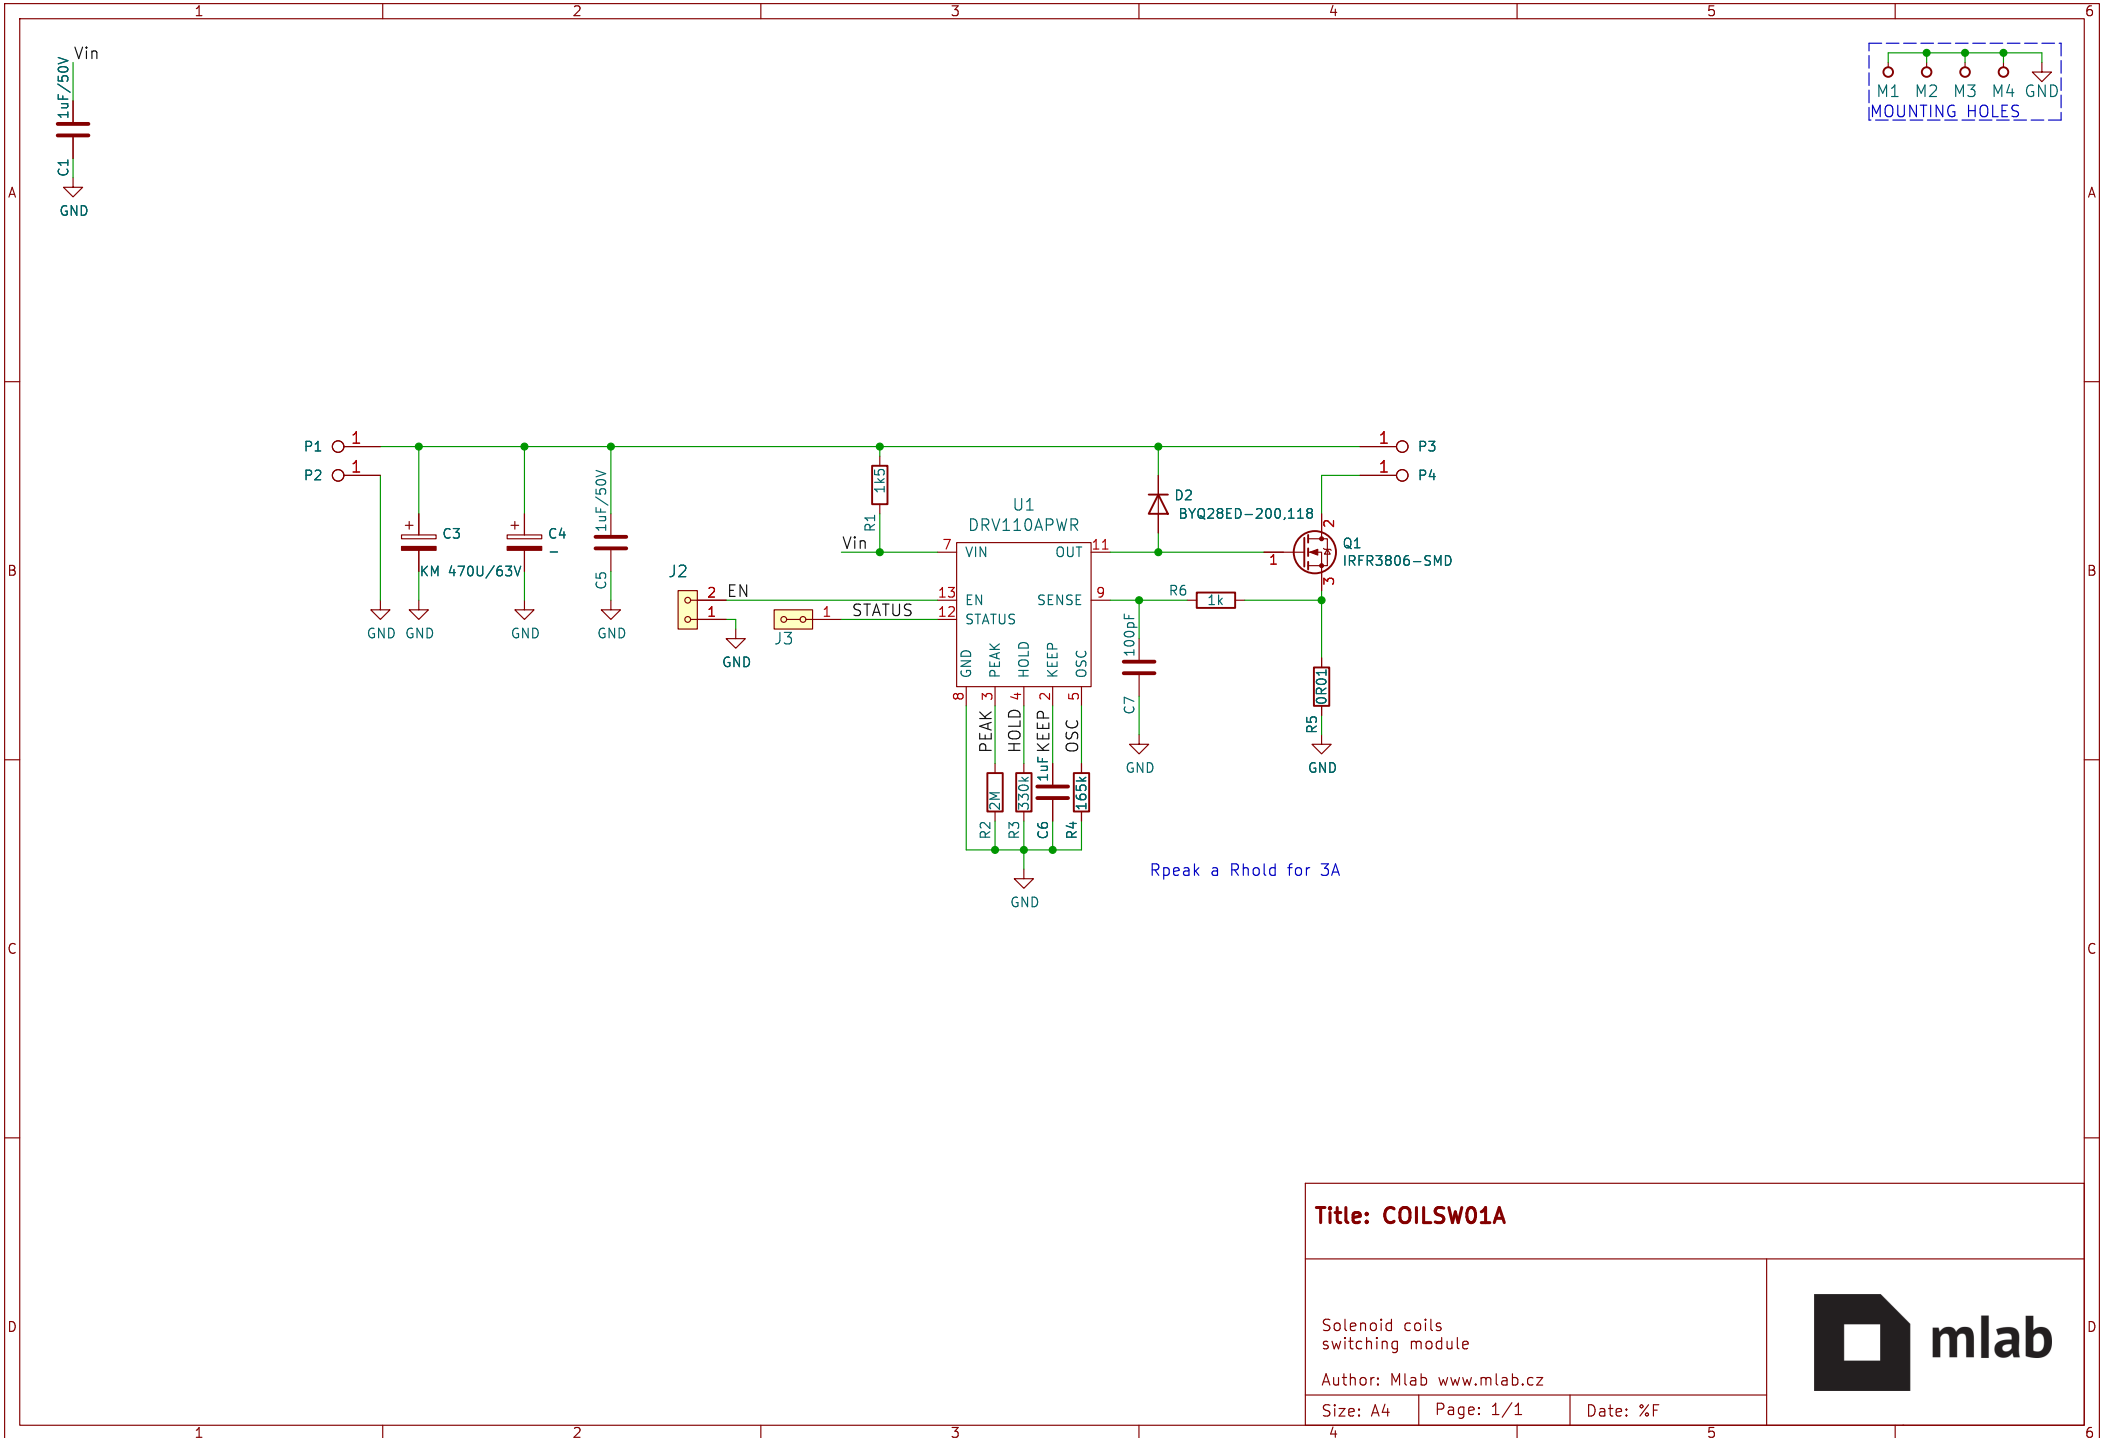 1 2 3 4 5 6
A A
B B
C C
D D
1 2 3 4 5 6
Vin
1uF/50V
C1
GND
M1 M2 M3 M4 GND
MOUNTING HOLES
P1 1
P2 1
GND
+ C3
KM 470U/63V
GND
+ C4
–
GND
1uF/50V
C5
GND
J2
2 EN
1
GND
J3
1 STATUS
1k5
R1
Vin
U1
DRV110APWR
7 VIN
13 EN
12 STATUS
OUT 11
SENSE 9
GND PEAK HOLD KEEP OSC
8 3 4 2 5
PEAK HOLD KEEP OSC
2M 330k 1uF 165k
R2 R3 C6 R4
GND
D2
BYQ28ED-200,118
1 P3
1 P4
Q1
IRFR3806-SMD
1 2 3
R6
1k
100pF
C7
GND
0R01
R5
GND
Rpeak a Rhold for 3A
Title: COILSW01A
Solenoid coils
switching module
Author: Mlab www.mlab.cz
Size: A4 Page: 1/1 Date: %F
mlab